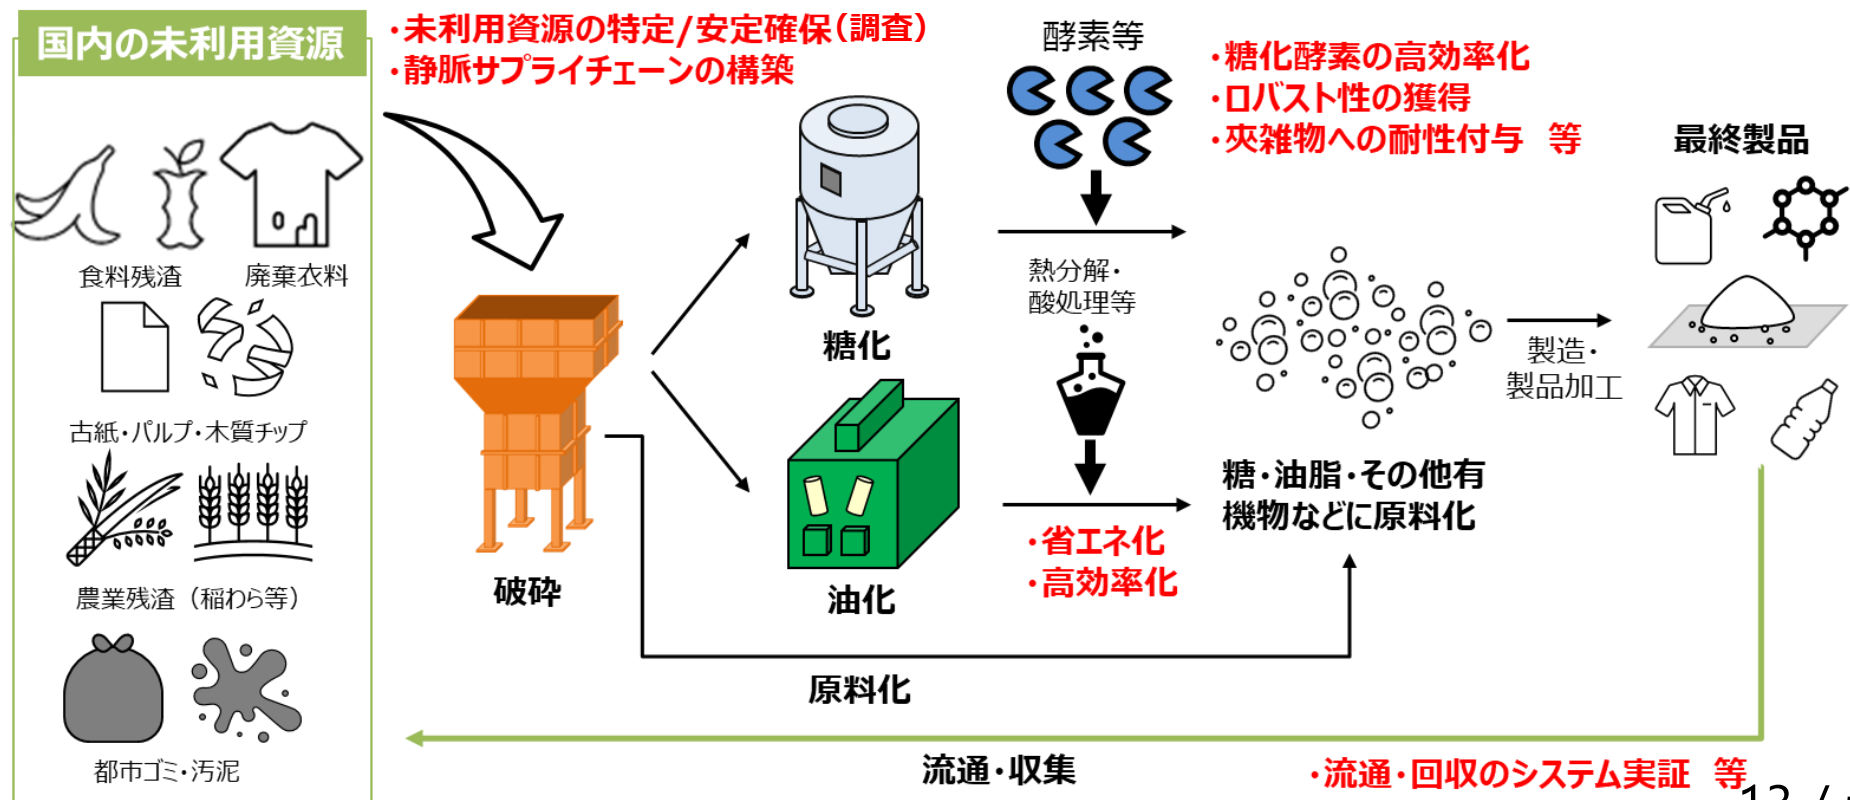 国内の未利用資源
・未利用資源の特定/安定確保（調査）
・静脈サプライチェーンの構築
食料残渣
廃棄衣料
古紙・パルプ・木質チップ
農業残渣（稲わら等）
都市ゴミ・汚泥
破砕
糖化
油化
酵素等
・糖化酵素の高効率化
・ロバスト性の獲得
・夾雑物への耐性付与　等
熱分解・
酸処理等
・省エネ化
・高効率化
糖・油脂・その他有
機物などに原料化
製造・
製品加工
最終製品
原料化
流通・収集
・流通・回収のシステム実証　等